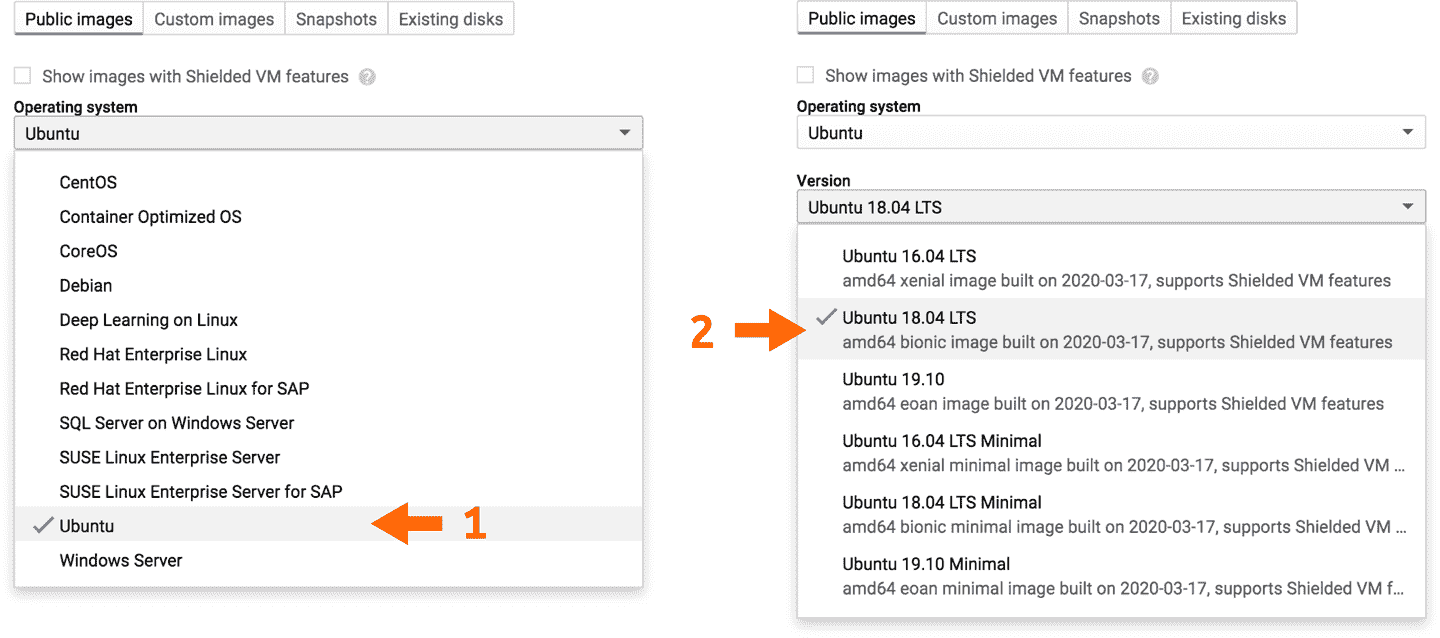 Public images
Custom images
Snapshots
Existing disks
Show images with Shielded VM features
?
Operating system
Ubuntu
CentOS
Container Optimized OS
CoreOS
Debian
Deep Learning on Linux
Red Hat Enterprise Linux
Red Hat Enterprise Linux for SAP
SQL Server on Windows Server
SUSE Linux Enterprise Server
SUSE Linux Enterprise Server for SAP
Ubuntu
1
Windows Server
Public images
Custom images
Snapshots
Existing disks
Show images with Shielded VM features
?
Operating system
Ubuntu
Version
Ubuntu 18.04 LTS
Ubuntu 16.04 LTS
amd64 xenial image built on 2020-03-17, supports Shielded VM features
2
Ubuntu 18.04 LTS
amd64 bionic image built on 2020-03-17, supports Shielded VM features
Ubuntu 19.10
amd64 eoan image built on 2020-03-17, supports Shielded VM features
Ubuntu 16.04 LTS Minimal
amd64 xenial minimal image built on 2020-03-17, supports Shielded VM ...
Ubuntu 18.04 LTS Minimal
amd64 bionic minimal image built on 2020-03-17, supports Shielded VM ...
Ubuntu 19.10 Minimal
amd64 eoan minimal image built on 2020-03-17, supports Shielded VM f...